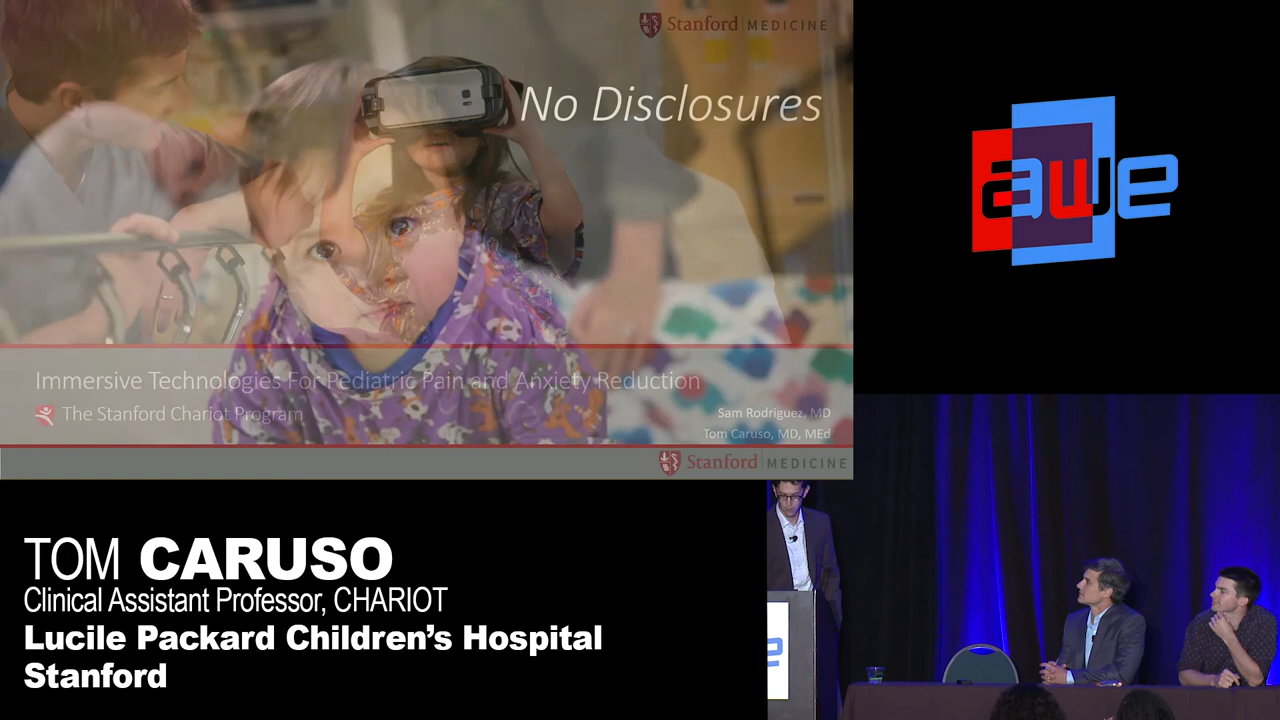 Stanford MEDICINE
No Disclosures
Immersive Technologies For Pediatric Pain and Anxiety Reduction
The Stanford Chariot Program
Sam Rodriguez, MD
Tom Caruso, MD, MEd
Stanford MEDICINE
awe
TOM CARUSO
Clinical Assistant Professor, CHARIOT
Lucile Packard Children's Hospital
Stanford
e